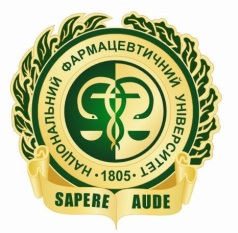 НАЦІОНАЛЬНИЙ ФАРМАЦЕВТИЧНИЙ УНІВЕРСИТЕТ
·1805·
SAPERE AUDE